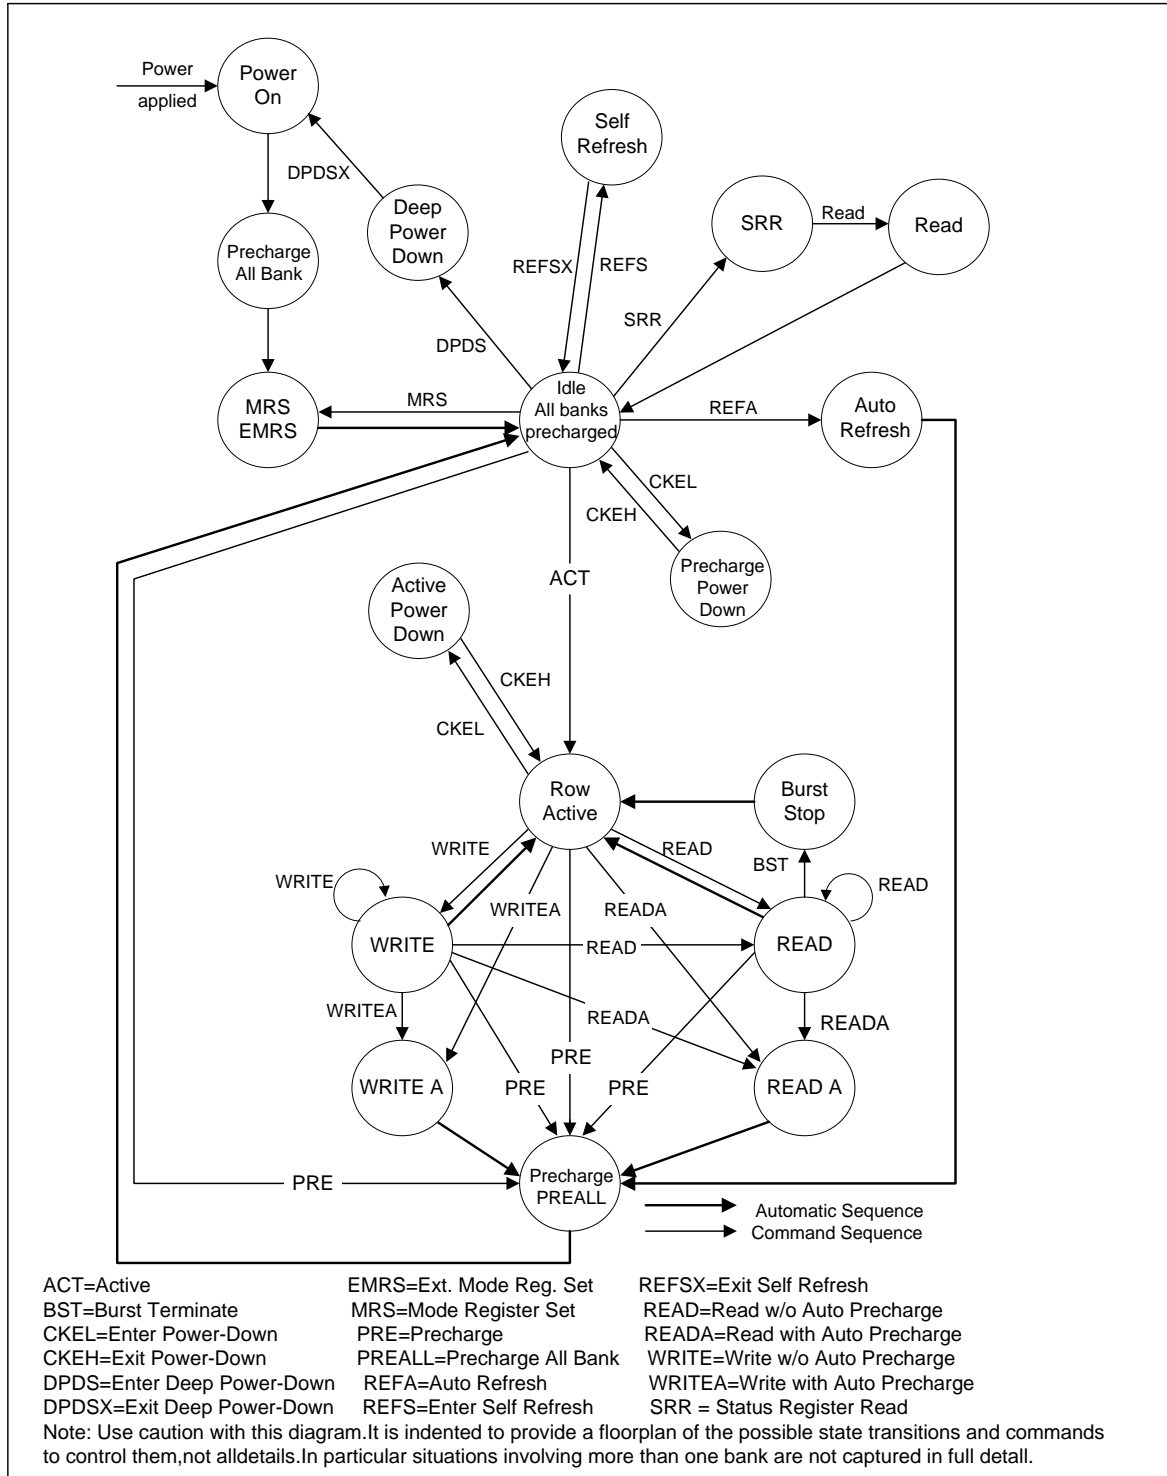 Power
applied
Power
On
Self
Refresh
DPDSX
Deep
Power
Down
SRR
Read
Read
Precharge
All Bank
REFSX
REFS
SRR
DPDS
MRS
EMRS
MRS
Idle
All banks
precharged
REFA
Auto
Refresh
CKEL
CKEH
Precharge
Power
Down
ACT
Active
Power
Down
CKEH
CKEL
Row
Active
Burst
Stop
WRITE
READ
BST
WRITE
READ
WRITEA
READA
WRITE
READ
READ
WRITEA
READA
READA
PRE
WRITE A
PRE
PRE
READ A
Precharge
PREALL
PRE
Automatic Sequence
Command Sequence
ACT=Active EMRS=Ext. Mode Reg. Set REFSX=Exit Self Refresh
BST=Burst Terminate MRS=Mode Register Set READ=Read w/o Auto Precharge
CKEL=Enter Power-Down PRE=Precharge READA=Read with Auto Precharge
CKEH=Exit Power-Down PREALL=Precharge All Bank WRITE=Write w/o Auto Precharge
DPDS=Enter Deep Power-Down REFA=Auto Refresh WRITEA=Write with Auto Precharge
DPDSX=Exit Deep Power-Down REFS=Enter Self Refresh SRR = Status Register Read
Note: Use caution with this diagram.It is indented to provide a floorplan of the possible state transitions and commands
to control them,not alldetails.In particular situations involving more than one bank are not captured in full detall.